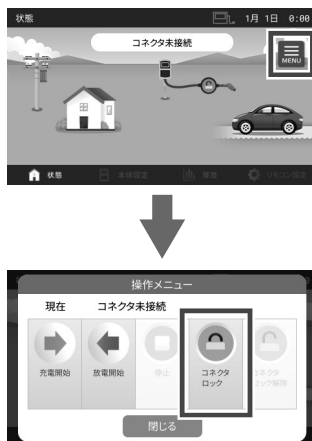 状態 1月 1日 0:00
コネクタ未接続
MENU
状態 本体設定 履歴 リモコン設定
操作メニュー
現在 コネクタ未接続
充電開始 放電開始 停止 コネクタ コネクタ
ロック ロック解除
閉じる